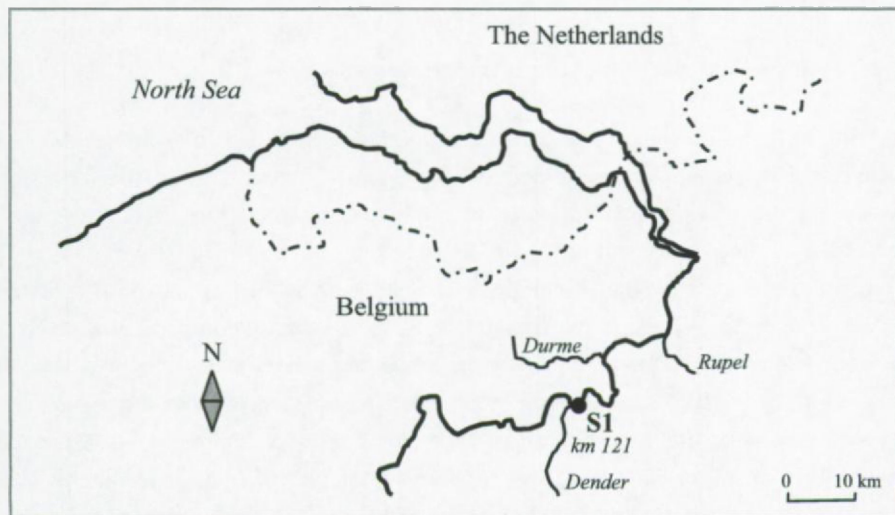 The Netherlands
North Sea
Belgium
N
Durme
Rupel
S1
km 121
Dender
0 10 km